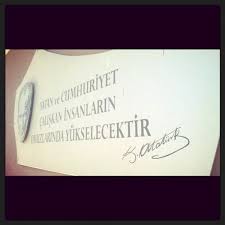 VATAN ve CUMHURİYET
ÇALIŞKAN İNSANLARIN
OMUZLARINDA YÜKSELECEKTİR
K. Atatürk